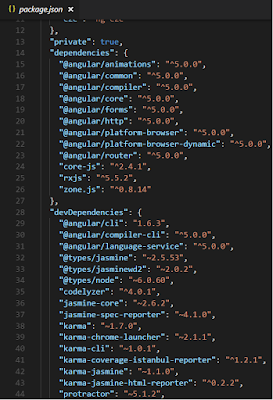 package.json
12
13 },
"private": true,
14 "dependencies": {
15 "@angular/animations": "^5.0.0",
16 "@angular/common": "^5.0.0",
17 "@angular/compiler": "^5.0.0",
18 "@angular/core": "^5.0.0",
19 "@angular/forms": "^5.0.0",
20 "@angular/http": "^5.0.0",
21 "@angular/platform-browser": "^5.0.0",
22 "@angular/platform-browser-dynamic": "^5.0.0",
23 "@angular/router": "^5.0.0",
24 "core-js": "^2.4.1",
25 "rxjs": "^5.5.2",
26 "zone.js": "^0.8.14"
27 },
28 "devDependencies": {
29 "@angular/cli": "1.6.3",
30 "@angular/compiler-cli": "^5.0.0",
31 "@angular/language-service": "^5.0.0",
32 "@types/jasmine": "~2.5.53",
33 "@types/jasminewd2": "~2.0.2",
34 "@types/node": "~6.0.60",
35 "codelyzer": "^4.0.1",
36 "jasmine-core": "~2.6.2",
37 "jasmine-spec-reporter": "~4.1.0",
38 "karma": "~1.7.0",
39 "karma-chrome-launcher": "~2.1.1",
40 "karma-cli": "~1.0.1",
41 "karma-coverage-istanbul-reporter": "^1.2.1",
42 "karma-jasmine": "~1.1.0",
43 "karma-jasmine-html-reporter": "^0.2.2",
44 "protractor": "~5.1.2",